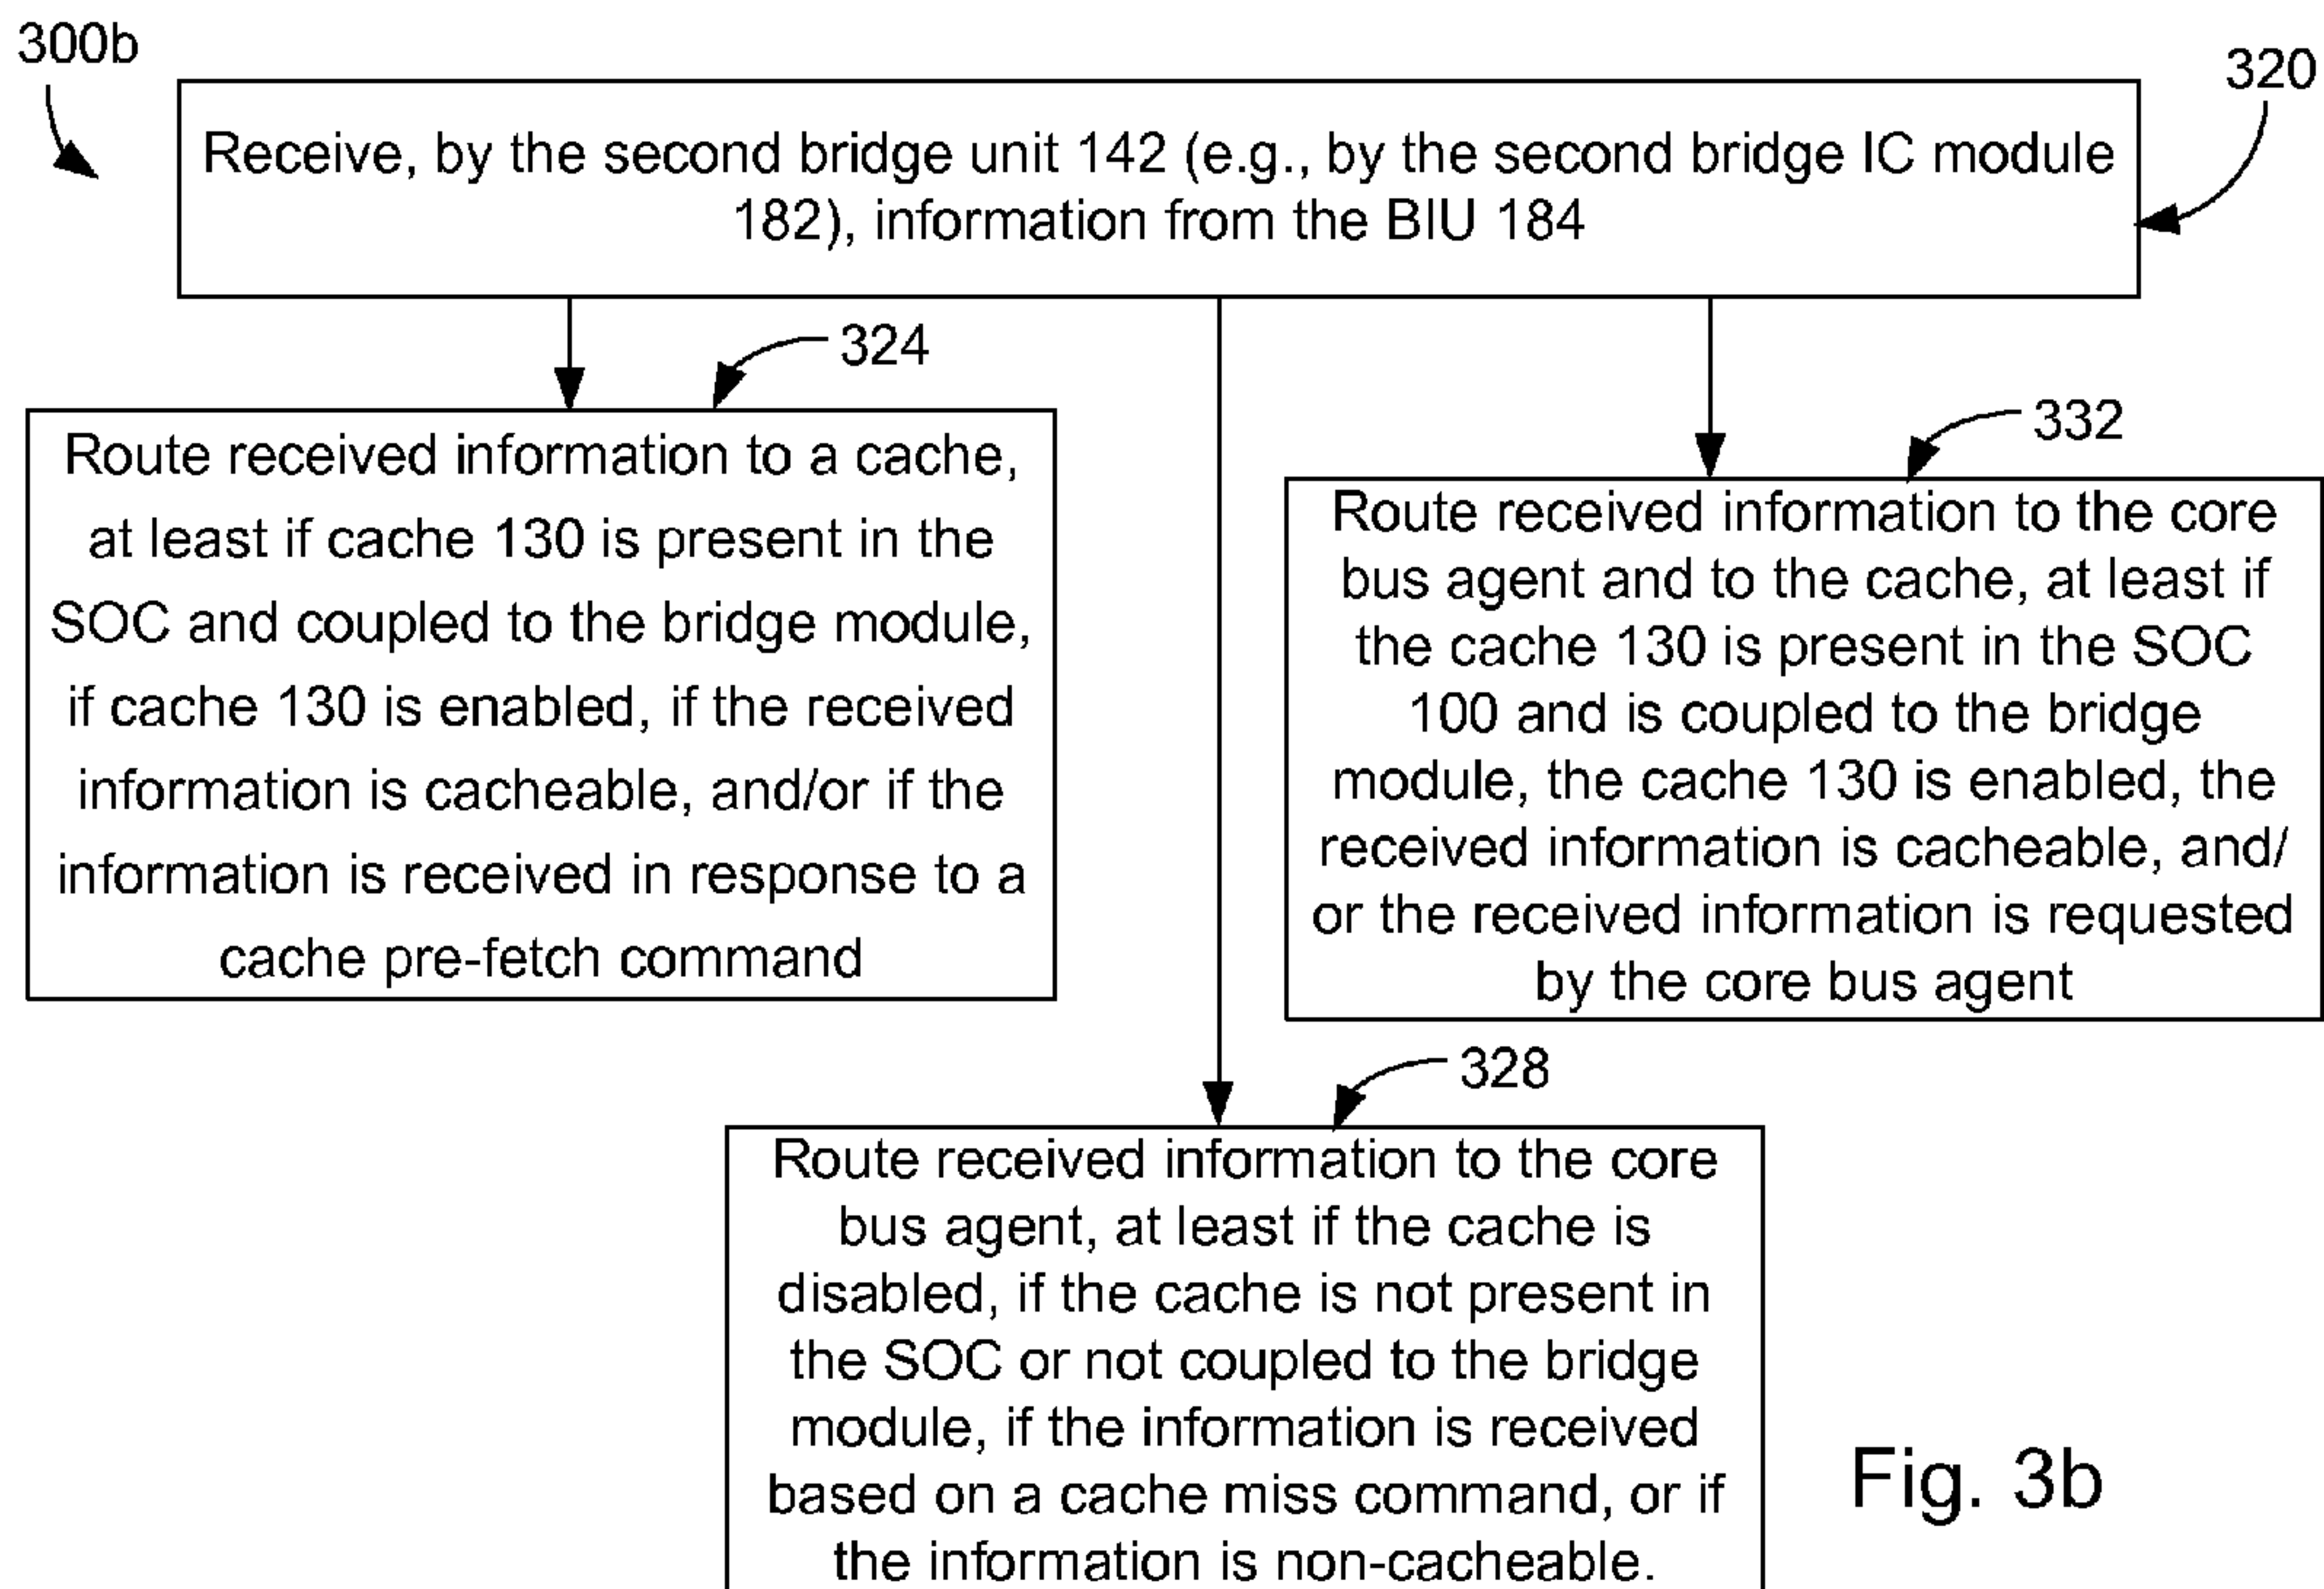 300b
320
Receive, by the second bridge unit 142 (e.g., by the second bridge IC module
182), information from the BIU 184
324
Route received information to a cache,
at least if cache 130 is present in the
SOC and coupled to the bridge module,
if cache 130 is enabled, if the received
information is cacheable, and/or if the
information is received in response to a
cache pre-fetch command
332
Route received information to the core
bus agent and to the cache, at least if
the cache 130 is present in the SOC
100 and is coupled to the bridge
module, the cache 130 is enabled, the
received information is cacheable, and/
or the received information is requested
by the core bus agent
328
Route received information to the core
bus agent, at least if the cache is
disabled, if the cache is not present in
the SOC or not coupled to the bridge
module, if the information is received
based on a cache miss command, or if
the information is non-cacheable.
Fig. 3b